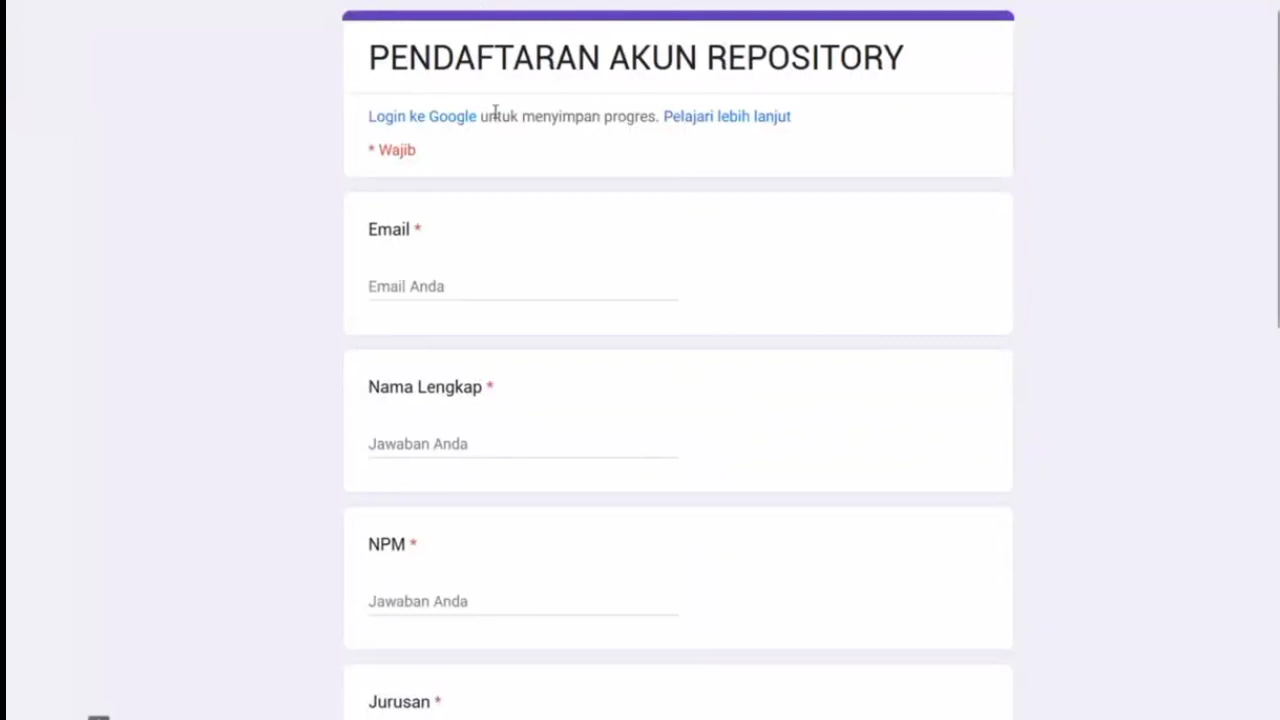 PENDAFTARAN AKUN REPOSITORY
Login ke Google untuk menyimpan progres. Pelajari lebih lanjut
* Wajib
Email *
Email Anda
Nama Lengkap *
Jawaban Anda
NPM *
Jawaban Anda
Jurusan *